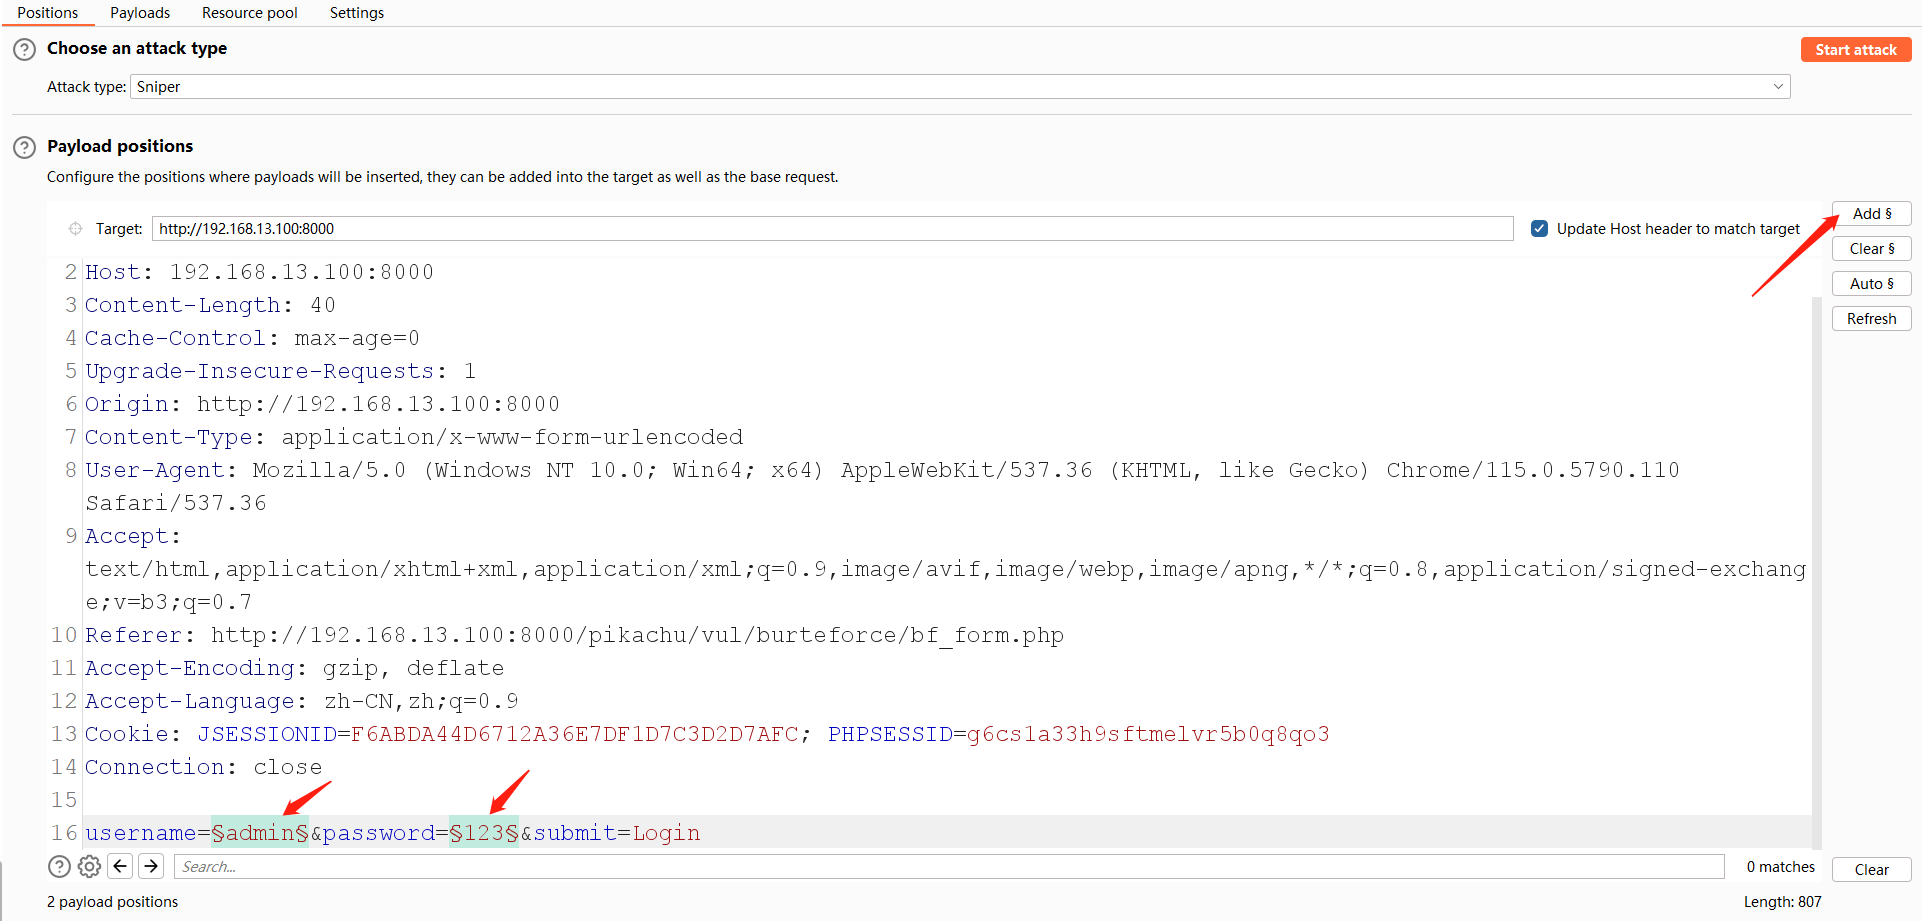 Positions Payloads Resource pool Settings
Choose an attack type
Start attack
Attack type: Sniper
Payload positions
Configure the positions where payloads will be inserted, they can be added into the target as well as the base request.
Target: http://192.168.13.100:8000
Update Host header to match target
Add §
Clear §
Auto §
Refresh
2 Host: 192.168.13.100:8000
3 Content-Length: 40
4 Cache-Control: max-age=0
5 Upgrade-Insecure-Requests: 1
6 Origin: http://192.168.13.100:8000
7 Content-Type: application/x-www-form-urlencoded
8 User-Agent: Mozilla/5.0 (Windows NT 10.0; Win64; x64) AppleWebKit/537.36 (KHTML, like Gecko) Chrome/115.0.5790.110
Safari/537.36
9 Accept:
text/html,application/xhtml+xml,application/xml;q=0.9,image/avif,image/webp,image/apng,*/*;q=0.8,application/signed-exchang
e;v=b3;q=0.7
10 Referer: http://192.168.13.100:8000/pikachu/vul/burteforce/bf_form.php
11 Accept-Encoding: gzip, deflate
12 Accept-Language: zh-CN,zh;q=0.9
13 Cookie: JSESSIONID=F6ABDA44D6712A36E7DF1D7C3D2D7AFC; PHPSESSID=g6cs1a33h9sftmelvr5b0q8qo3
14 Connection: close
15
16 username=§admin§&password=§123§&submit=Login
Search...
0 matches
Clear
2 payload positions
Length: 807